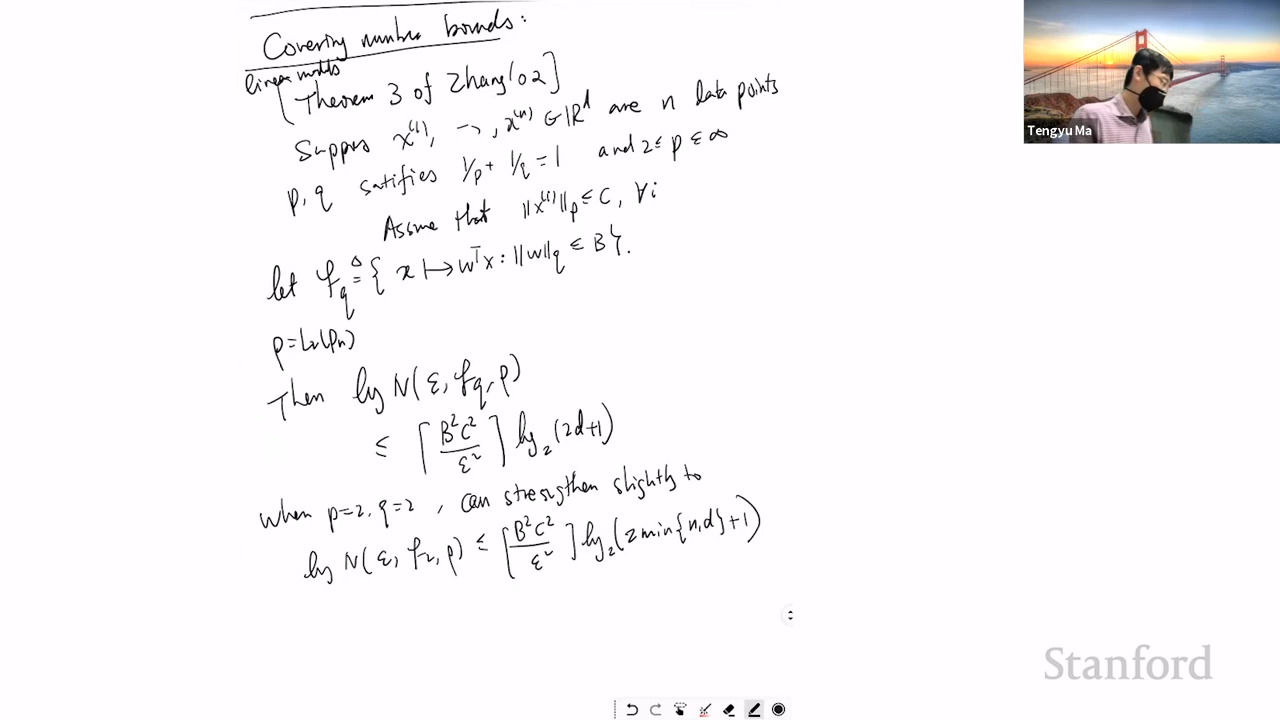 Covering number bounds:
linear models
[Theorem 3 of Zhang'02]
Suppose x^(1), ..., x^(n) ∈ ℝ^d are n data points
p, q satisfies 1/p + 1/q = 1 and 2 ≤ p ≤ ∞
Assume that ||x^(i)||_p ≤ C, ∀i
let F_q ≜ { x ↦ w^T x : ||w||_q ≤ B }.
ρ = L_2(P_n)
Then log N(ε, F_q, ρ)
≤ ⌈ B²C² / ε² ⌉ log_2 (2d+1)
When p=2, q=2, can strengthen slightly to
log N(ε, F_2, ρ) ≤ ⌈ B²C² / ε² ⌉ log_2 (2 min{n,d} + 1)
Tengyu Ma
Stanford